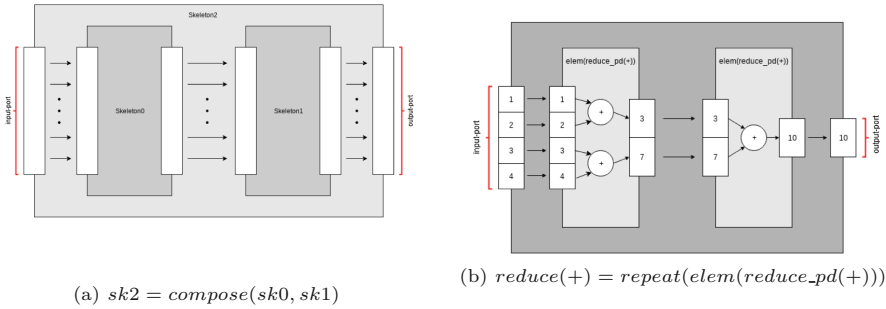 Skeleton2
input-port
Skeleton0
Skeleton1
output-port
(a) sk2 = compose(sk0, sk1)
elem(reduce_pd(+))
elem(reduce_pd(+))
input-port
1
2
3
4
1
2
3
4
+
+
3
7
3
7
+
10
10
output-port
(b) reduce(+) = repeat(elem(reduce_pd(+)))